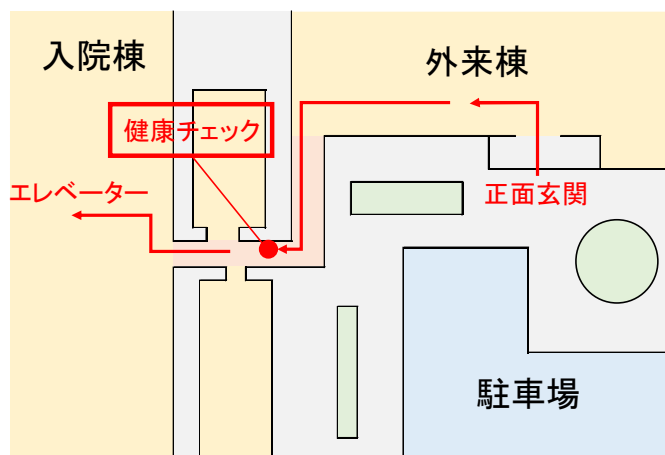 入院棟
外来棟
健康チェック
エレベーター
正面玄関
駐車場